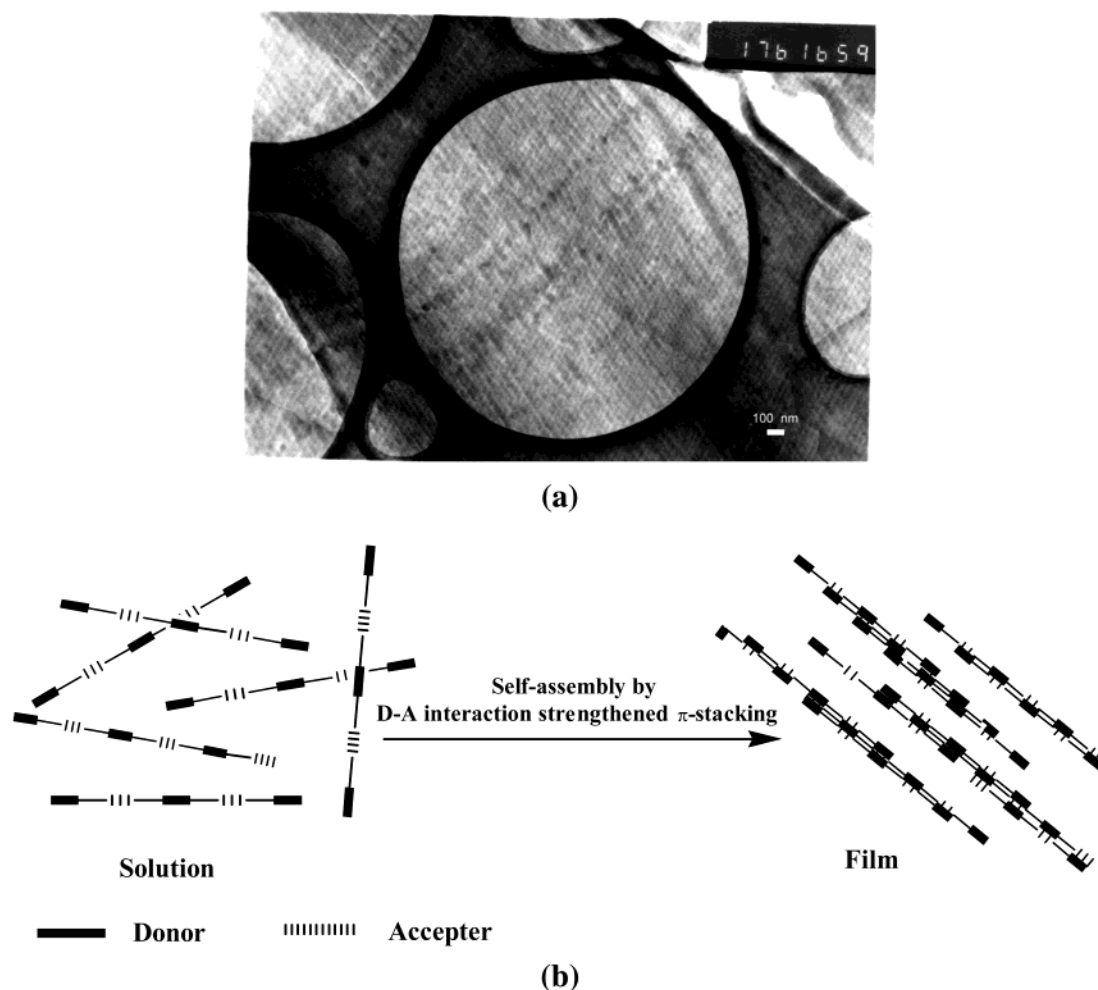 1761659
100 nm
(a)
Self-assembly by
D-A interaction strengthened π-stacking
Solution
Film
Donor
Accepter
(b)